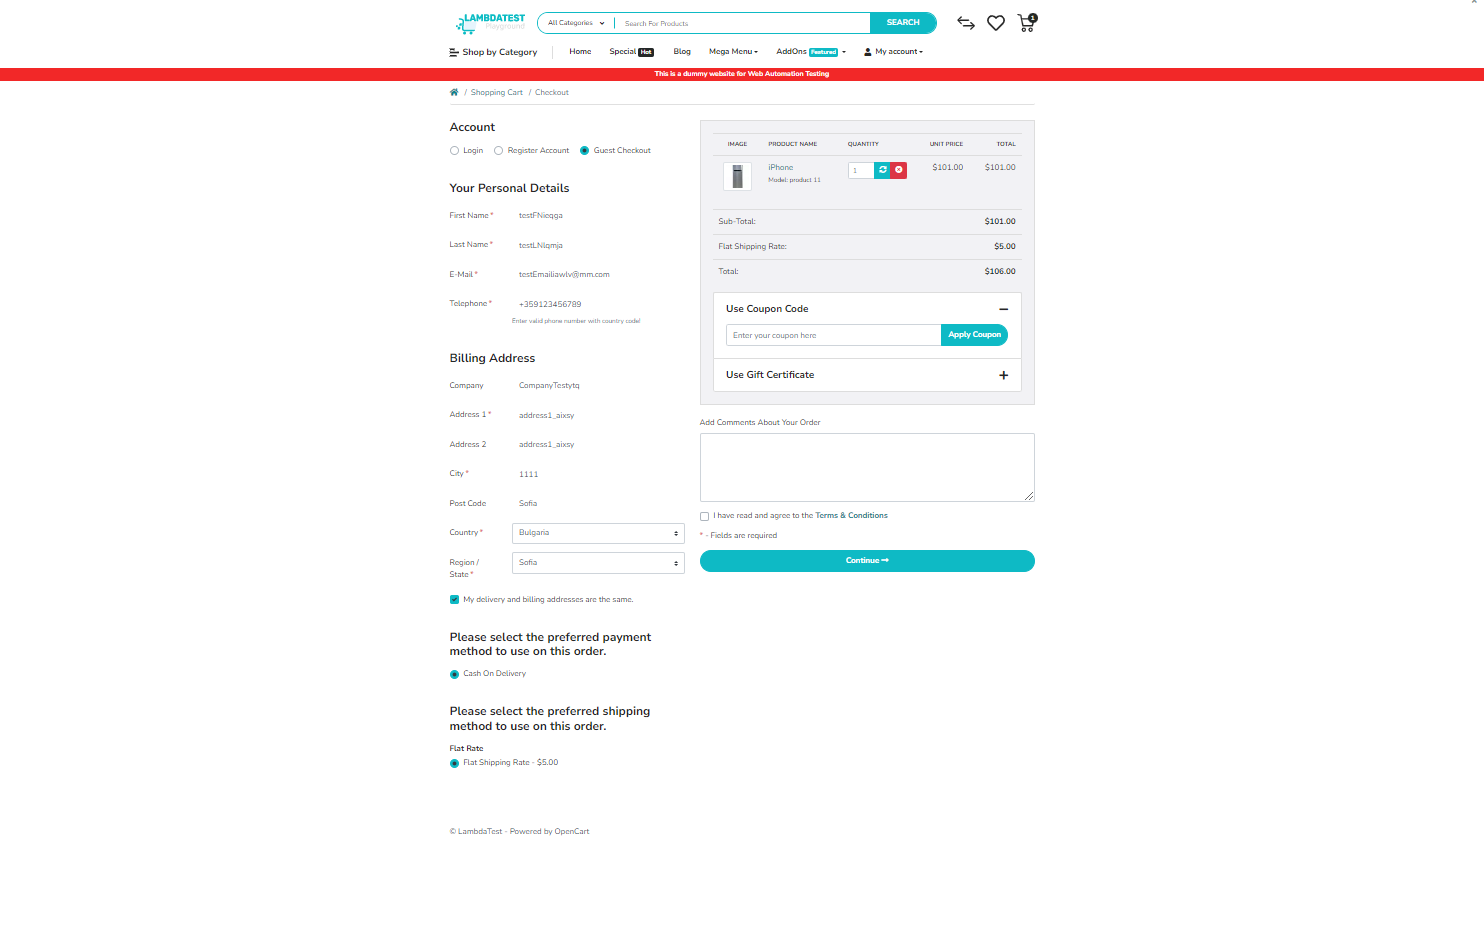 LAMBDATEST
Playground
All Categories
Search For Products
SEARCH
1
Shop by Category
Home
Special Hot
Blog
Mega Menu
AddOns Featured
My account
This is a dummy website for Web Automation Testing
/ Shopping Cart / Checkout
Account
Login
Register Account
Guest Checkout
Your Personal Details
First Name *
testFNieqga
Last Name *
testLNlqmja
E-Mail *
testEmailiawlv@mm.com
Telephone *
+359123456789
Enter valid phone number with country code!
Billing Address
Company
CompanyTestytq
Address 1 *
address1_aixsy
Address 2
address1_aixsy
City *
1111
Post Code
Sofia
Country *
Bulgaria
Region /
State *
Sofia
My delivery and billing addresses are the same.
Please select the preferred payment
method to use on this order.
Cash On Delivery
Please select the preferred shipping
method to use on this order.
Flat Rate
Flat Shipping Rate - $5.00
IMAGE PRODUCT NAME QUANTITY UNIT PRICE TOTAL
iPhone 1 $101.00 $101.00
Model: product 11
Sub-Total: $101.00
Flat Shipping Rate: $5.00
Total: $106.00
Use Coupon Code
Enter your coupon here
Apply Coupon
Use Gift Certificate
Add Comments About Your Order
I have read and agree to the Terms & Conditions
* - Fields are required
Continue
© LambdaTest - Powered by OpenCart